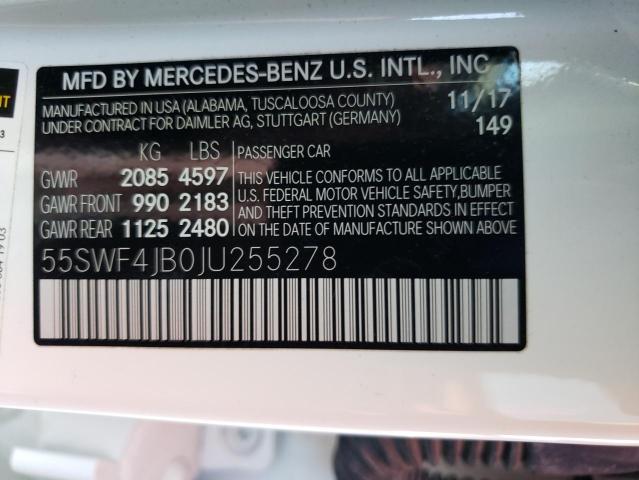 MFD BY MERCEDES-BENZ U.S. INTL., INC
MANUFACTURED IN USA (ALABAMA, TUSCALOOSA COUNTY) 11/17
UNDER CONTRACT FOR DAIMLER AG, STUTTGART (GERMANY) 149
KG LBS PASSENGER CAR
GVWR 2085 4597 THIS VEHICLE CONFORMS TO ALL APPLICABLE
GAWR FRONT 990 2183 U.S. FEDERAL MOTOR VEHICLE SAFETY, BUMPER
GAWR REAR 1125 2480 AND THEFT PREVENTION STANDARDS IN EFFECT
ON THE DATE OF MANUFACTURE SHOWN ABOVE.
55SWF4JB0JU255278